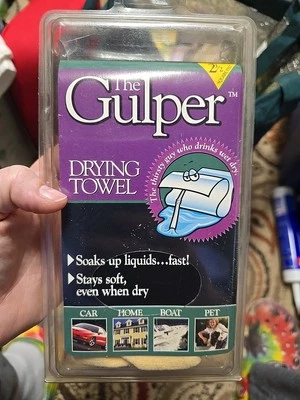 The
Gulper™
DRYING
TOWEL
The thirsty guy who drinks wet dry.
Soaks up liquids...fast!
Stays soft,
even when dry
CAR HOME BOAT PET